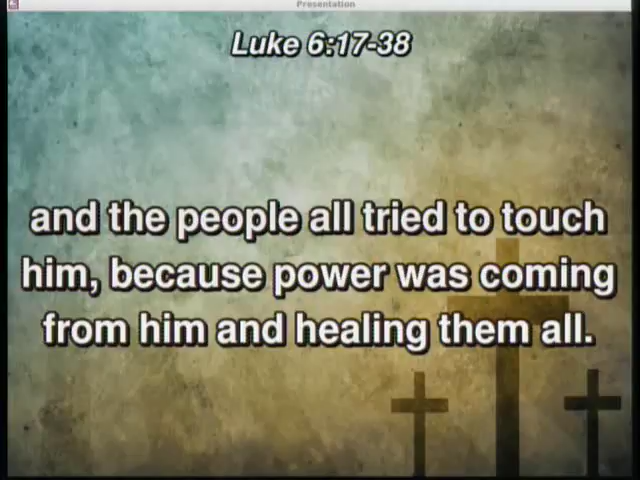 Presentation
Luke 6:17-38
and the people all tried to touch
him, because power was coming
from him and healing them all.